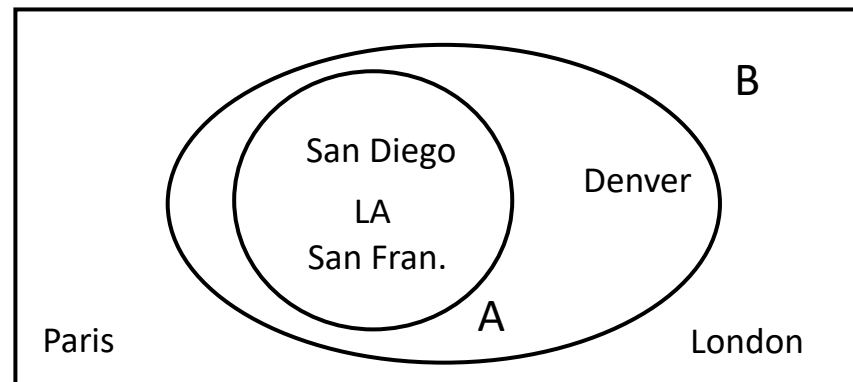 B
San Diego
Denver
LA
San Fran.
A
Paris
London